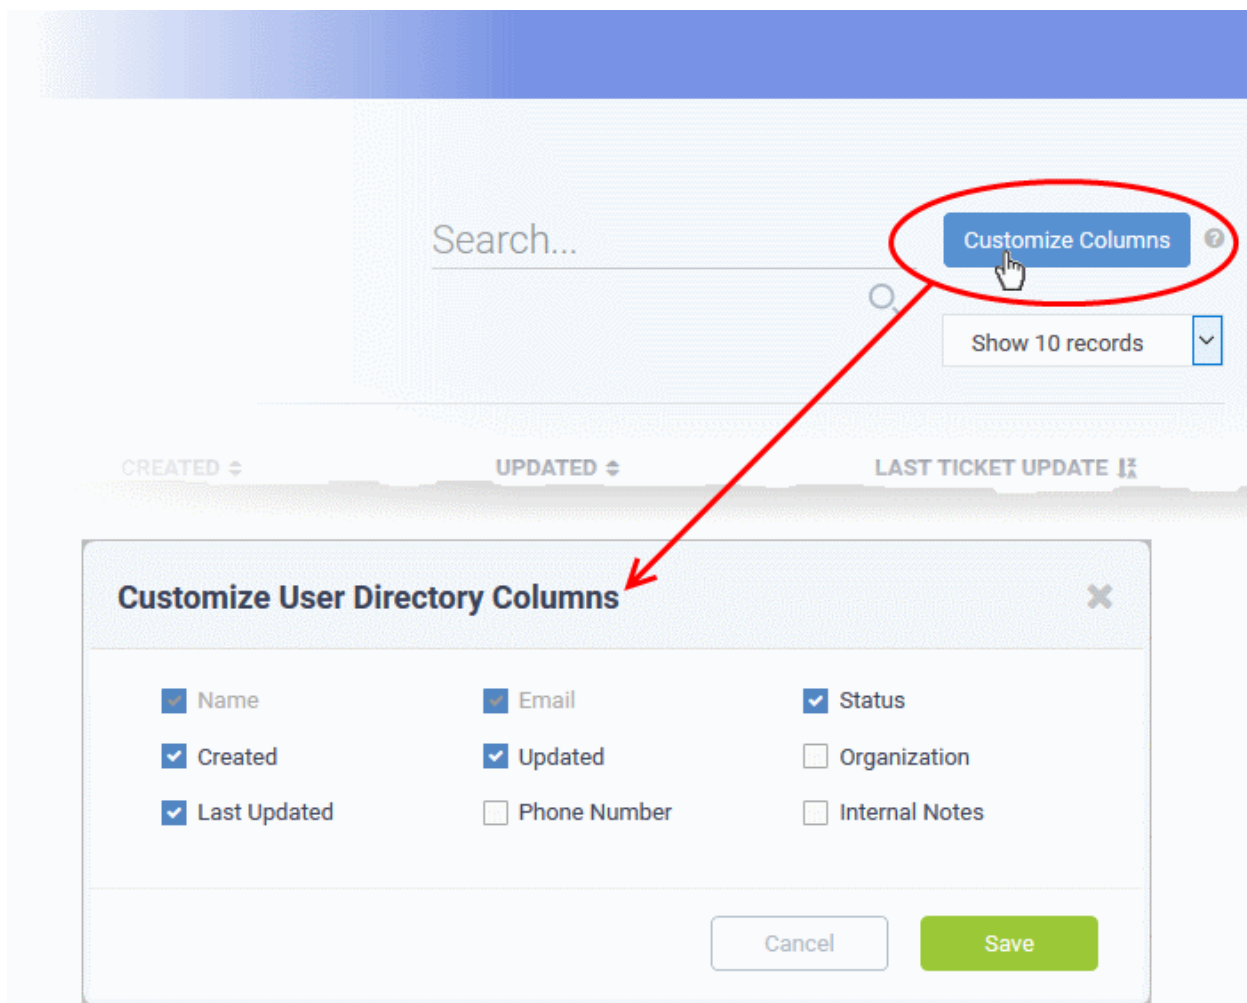 Search...
Customize Columns
Show 10 records
CREATED UPDATED LAST TICKET UPDATE
Customize User Directory Columns
Name Email Status
Created Updated Organization
Last Updated Phone Number Internal Notes
Cancel Save